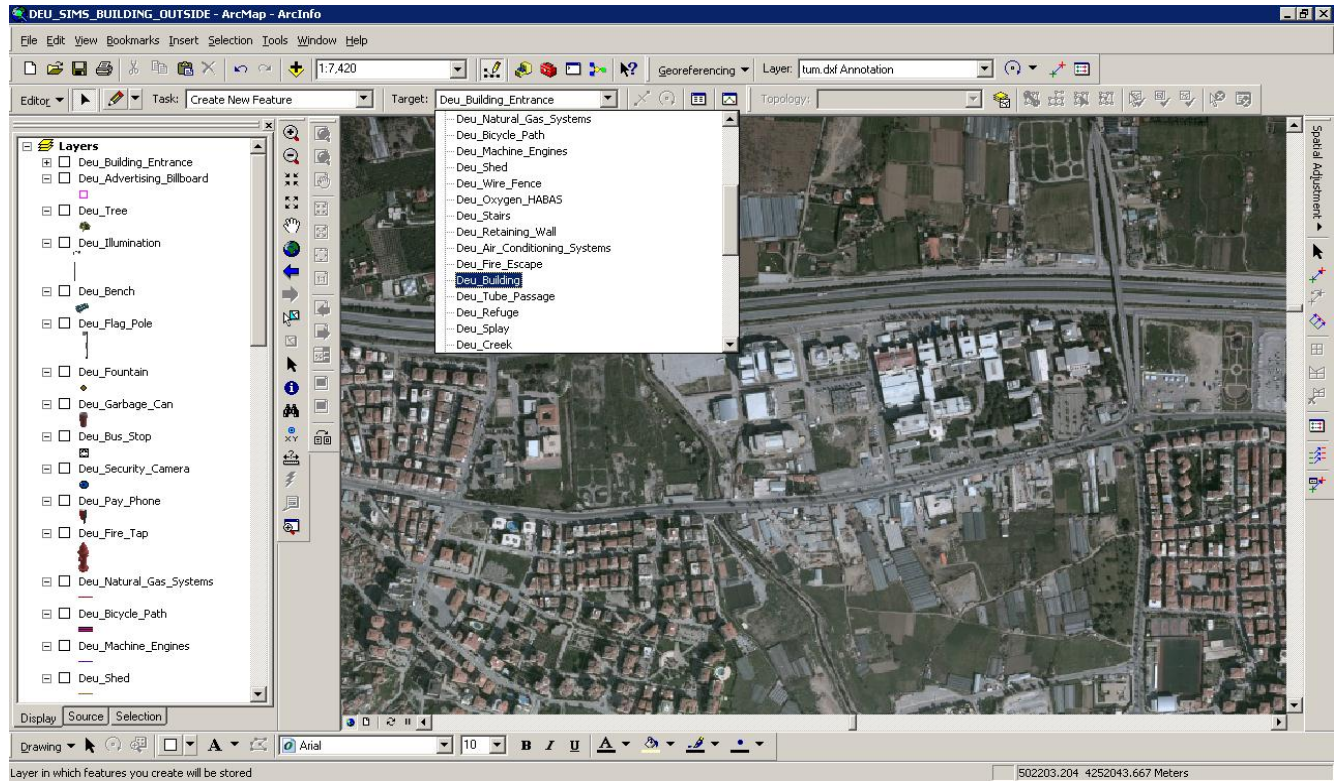 DEU_SIMS_BUILDING_OUTSIDE - ArcMap - ArcInfo
File Edit View Bookmarks Insert Selection Tools Window Help
1:7,420 Georeferencing Layer: tum.dxf Annotation
Editor Task: Create New Feature Target: Deu_Building_Entrance Topology:
Layers
Deu_Building_Entrance
Deu_Advertising_Billboard
Deu_Tree
Deu_Illumination
Deu_Bench
Deu_Flag_Pole
Deu_Fountain
Deu_Garbage_Can
Deu_Bus_Stop
Deu_Security_Camera
Deu_Pay_Phone
Deu_Fire_Tap
Deu_Natural_Gas_Systems
Deu_Bicycle_Path
Deu_Machine_Engines
Deu_Shed
Display Source Selection
XY
1:1
Deu_Natural_Gas_Systems
Deu_Bicycle_Path
Deu_Machine_Engines
Deu_Shed
Deu_Wire_Fence
Deu_Oxygen_HABAS
Deu_Stairs
Deu_Retaining_Wall
Deu_Air_Conditioning_Systems
Deu_Fire_Escape
Deu_Building
Deu_Tube_Passage
Deu_Refuge
Deu_Splay
Deu_Creek
Spatial Adjustment
Drawing A Arial 10 B I U A
Layer in which features you create will be stored
502203.204 4252043.667 Meters